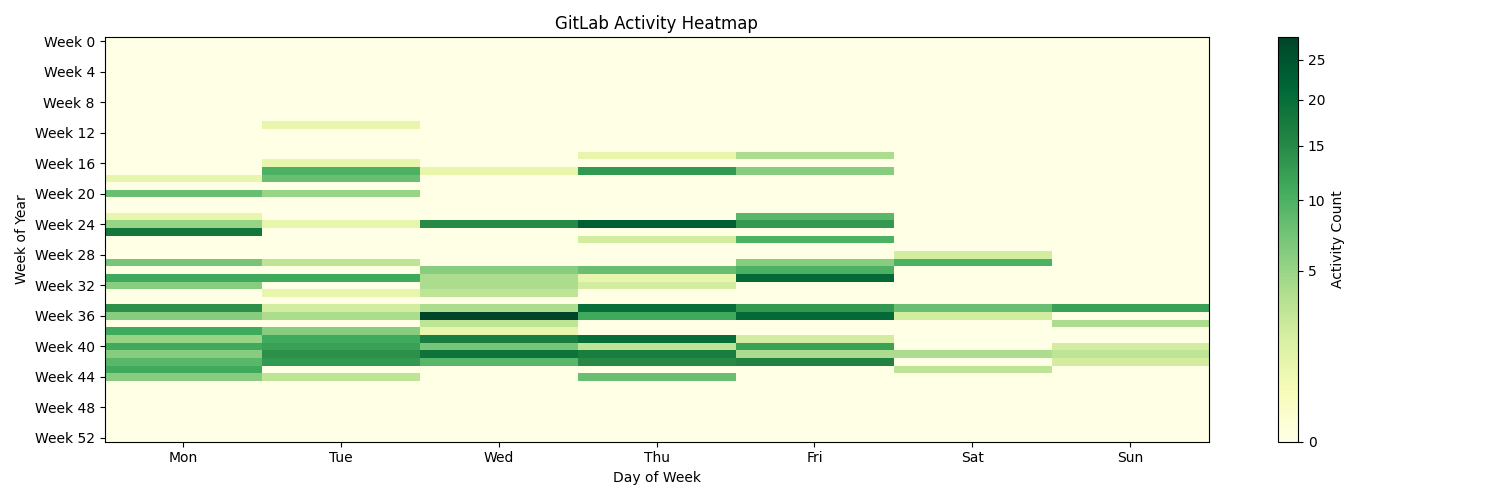 GitLab Activity Heatmap
Week 0
Week 4
Week 8
Week 12
Week 16
Week 20
Week 24
Week 28
Week 32
Week 36
Week 40
Week 44
Week 48
Week 52
Week of Year
Mon Tue Wed Thu Fri Sat Sun
Day of Week
25
20
15
10
5
0
Activity Count